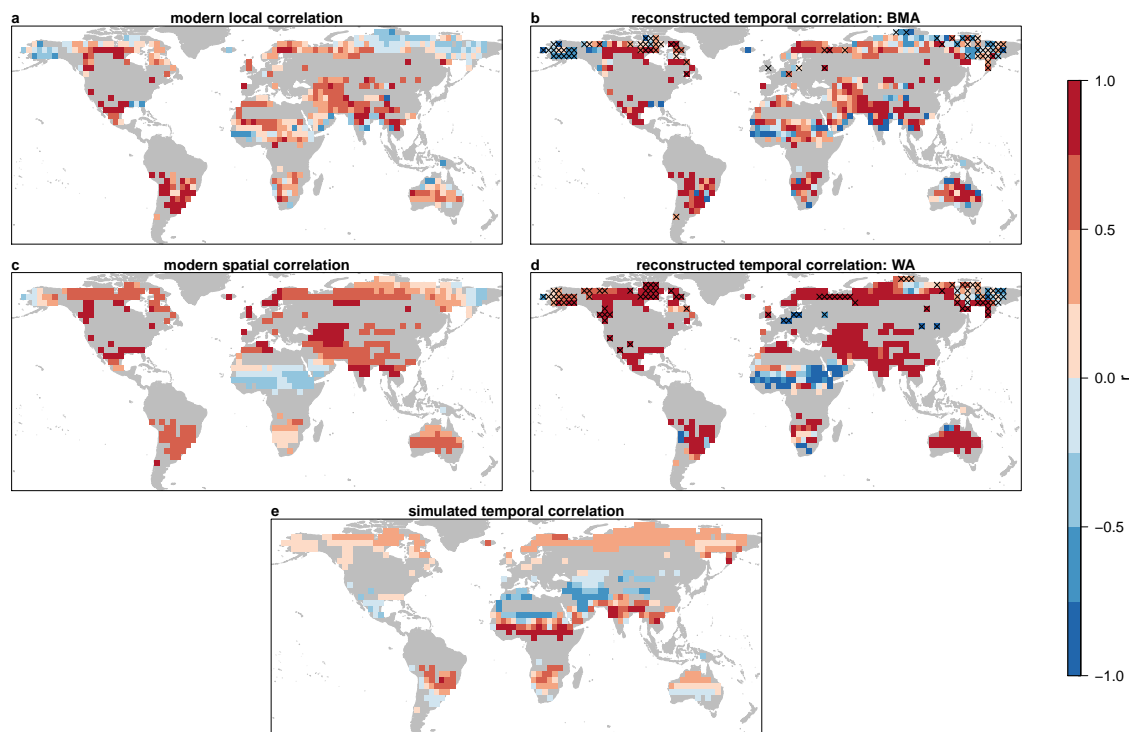 a modern local correlation
b reconstructed temporal correlation: BMA
c modern spatial correlation
d reconstructed temporal correlation: WA
e simulated temporal correlation
1.0
0.5
0.0
−0.5
−1.0
r